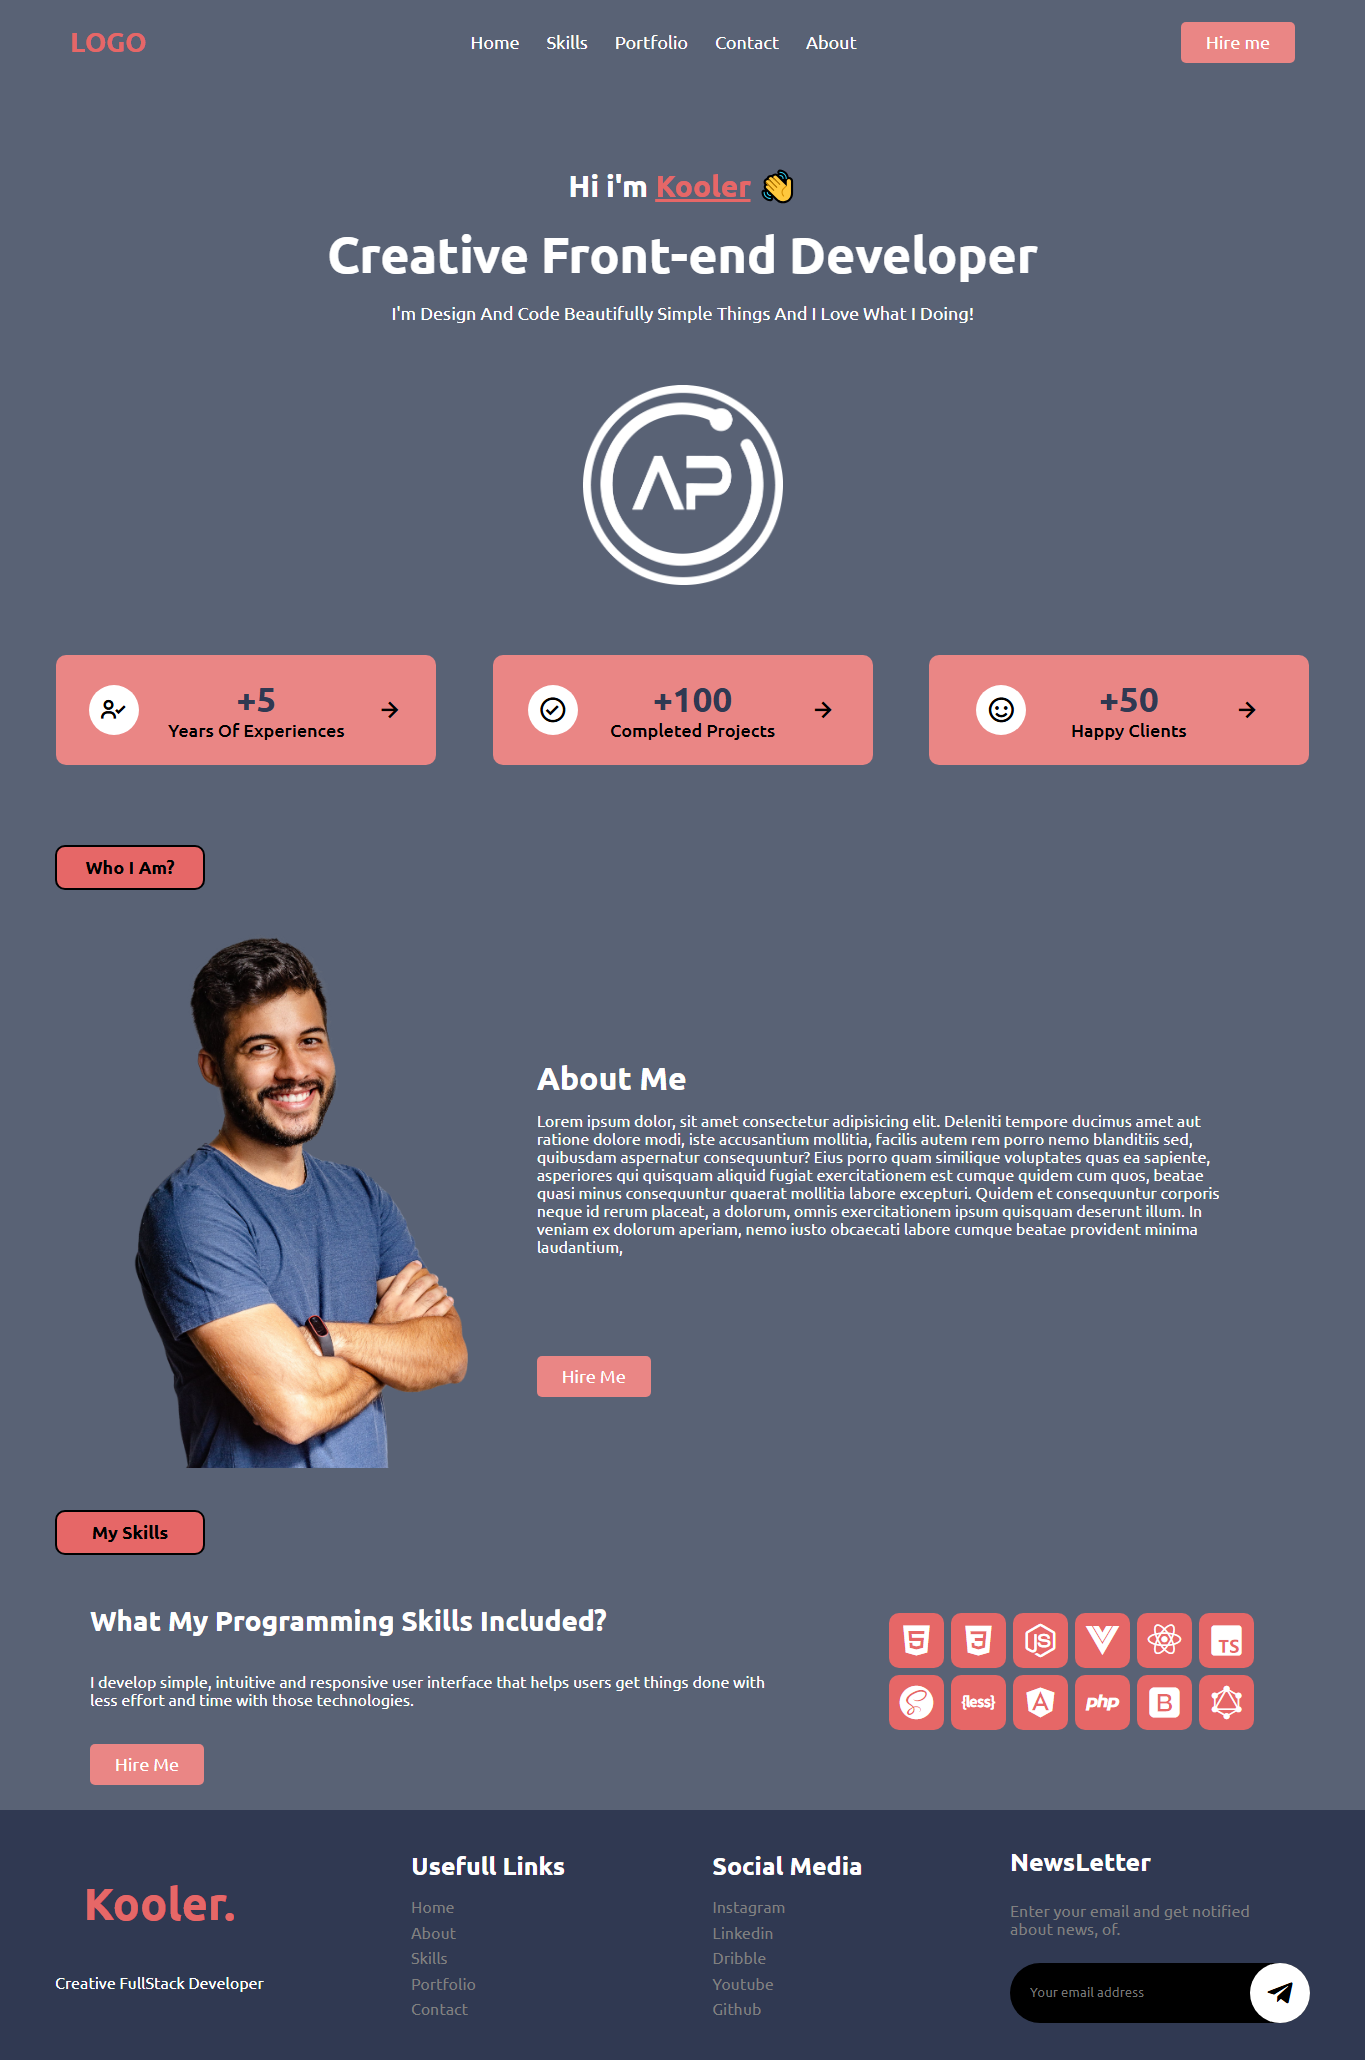 LOGO
Home Skills Portfolio Contact About
Hire me
Hi i'm Kooler 👋
Creative Front-end Developer
I'm Design And Code Beautifully Simple Things And I Love What I Doing!
AP
+5
Years Of Experiences
+100
Completed Projects
+50
Happy Clients
Who I Am?
About Me
Lorem ipsum dolor, sit amet consectetur adipisicing elit. Deleniti tempore ducimus amet aut
ratione dolore modi, iste accusantium mollitia, facilis autem rem porro nemo blanditiis sed,
quibusdam aspernatur consequuntur? Eius porro quam similique voluptates quas ea sapiente,
asperiores qui quisquam aliquid fugiat exercitationem est cumque quidem cum quos, beatae
quasi minus consequuntur quaerat mollitia labore excepturi. Quidem et consequuntur corporis
neque id rerum placeat, a dolorum, omnis exercitationem ipsum quisquam deserunt illum. In
veniam ex dolorum aperiam, nemo iusto obcaecati labore cumque beatae provident minima
laudantium,
Hire Me
My Skills
What My Programming Skills Included?
I develop simple, intuitive and responsive user interface that helps users get things done with
less effort and time with those technologies.
Hire Me
5 3 JS TS
{less} A php B
Kooler.
Creative FullStack Developer
Usefull Links
Home
About
Skills
Portfolio
Contact
Social Media
Instagram
Linkedin
Dribble
Youtube
Github
NewsLetter
Enter your email and get notified
about news, of.
Your email address